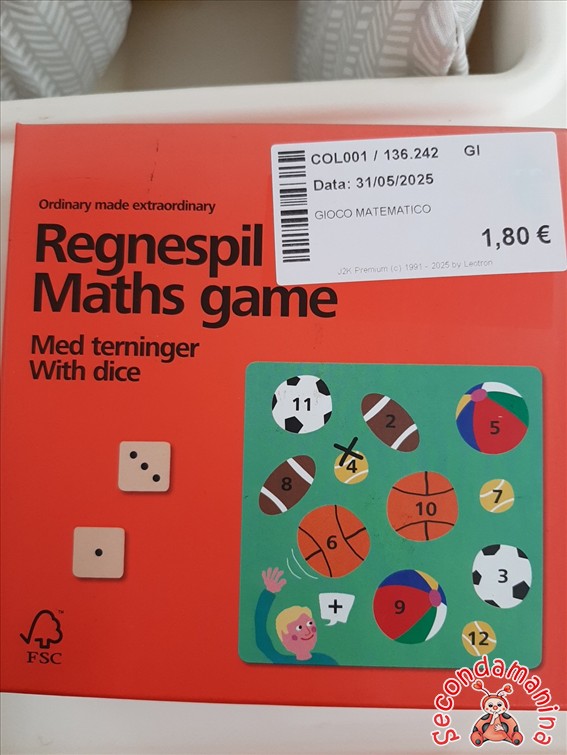 COL001 / 136.242 GI
Data: 31/05/2025
GIOCO MATEMATICO
1,80 €
J2K Premium (c) 1991 - 2025 by Lectron
Ordinary made extraordinary
Regnespil
Maths game
Med terninger
With dice
11
2
5
4
8
7
10
6
3
+
9
12
FSC
™
Secondamanina